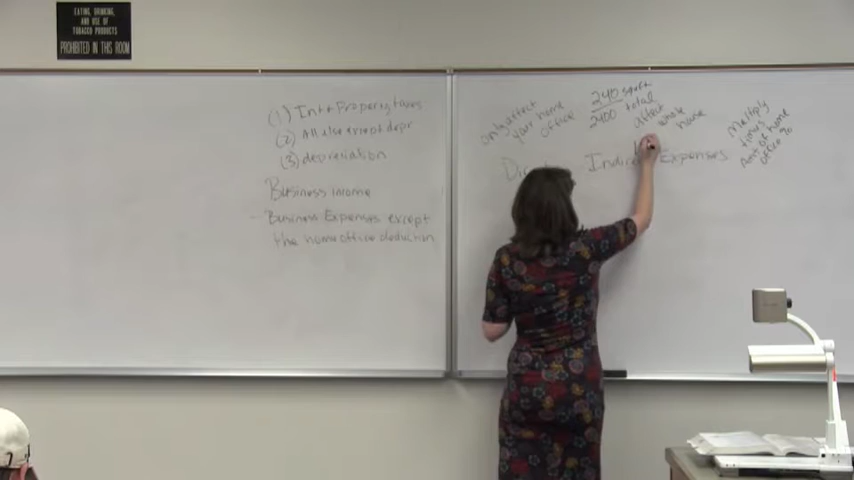 EATING, DRINKING,
AND USE OF
TOBACCO PRODUCTS
PROHIBITED IN THIS ROOM
(1) Int + Property taxes
(2) All else except depr
(3) depreciation
Business income
Business Expenses except
the home office deduction
only affect
your home
office
240 sqft
2400 total
affect whole
home
Indirect Expenses
Multiply
times
home
office %